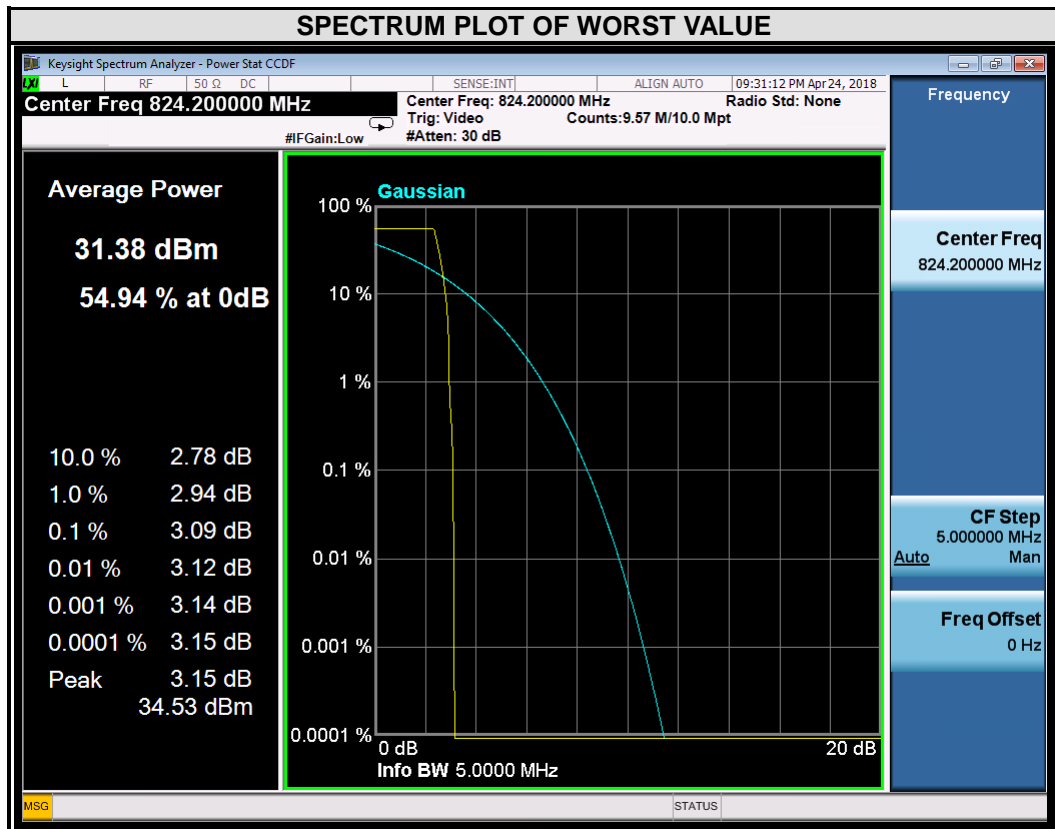 SPECTRUM PLOT OF WORST VALUE
Keysight Spectrum Analyzer - Power Stat CCDF
LXI L RF 50 Ω DC SENSE:INT ALIGN AUTO 09:31:12 PM Apr 24, 2018
Center Freq 824.200000 MHz
#IFGain:Low
Center Freq: 824.200000 MHz Radio Std: None
Trig: Video Counts:9.57 M/10.0 Mpt
#Atten: 30 dB
Average Power
31.38 dBm
54.94 % at 0dB
10.0 % 2.78 dB
1.0 % 2.94 dB
0.1 % 3.09 dB
0.01 % 3.12 dB
0.001 % 3.14 dB
0.0001 % 3.15 dB
Peak 3.15 dB
34.53 dBm
Gaussian
100 %
10 %
1 %
0.1 %
0.01 %
0.001 %
0.0001 %
0 dB 20 dB
Info BW 5.0000 MHz
Frequency
Center Freq
824.200000 MHz
CF Step
5.000000 MHz
Auto Man
Freq Offset
0 Hz
MSG STATUS